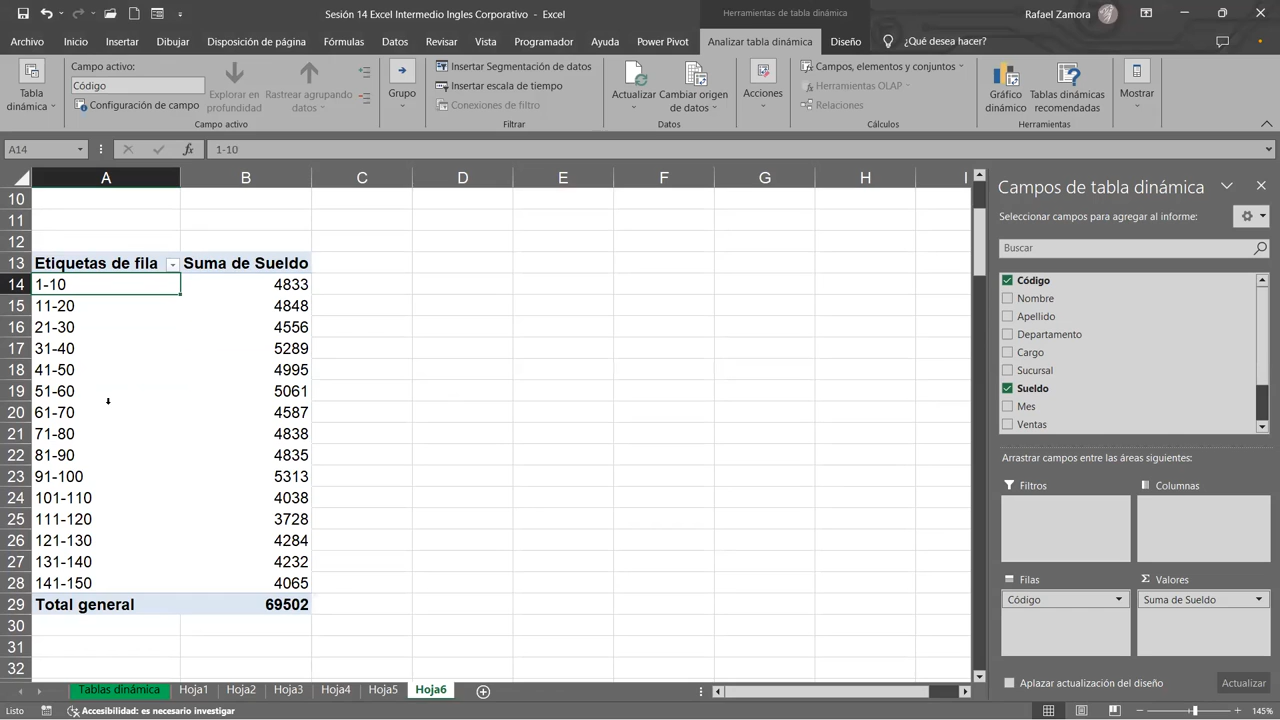 Sesión 14 Excel Intermedio Ingles Corporativo - Excel
Herramientas de tabla dinámica
Rafael Zamora
Archivo Inicio Insertar Dibujar Disposición de página Fórmulas Datos Revisar Vista Programador Ayuda Power Pivot Analizar tabla dinámica Diseño ¿Qué desea hacer?
Tabla dinámica
Campo activo:
Código
Configuración de campo
Explorar en profundidad
Rastrear agrupando datos
Campo activo
Grupo
Insertar Segmentación de datos
Insertar escala de tiempo
Conexiones de filtro
Filtrar
Actualizar
Cambiar origen de datos
Datos
Acciones
Campos, elementos y conjuntos
Herramientas OLAP
Relaciones
Cálculos
Gráfico dinámico
Tablas dinámicas recomendadas
Herramientas
Mostrar
A14 fx 1-10
A B C D E F G H I
10
11
12
13 Etiquetas de fila Suma de Sueldo
14 1-10 4833
15 11-20 4848
16 21-30 4556
17 31-40 5289
18 41-50 4995
19 51-60 5061
20 61-70 4587
21 71-80 4838
22 81-90 4835
23 91-100 5313
24 101-110 4038
25 111-120 3728
26 121-130 4284
27 131-140 4232
28 141-150 4065
29 Total general 69502
30
31
32
Campos de tabla dinámica
Seleccionar campos para agregar al informe:
Buscar
Código
Nombre
Apellido
Departamento
Cargo
Sucursal
Sueldo
Mes
Ventas
Arrastrar campos entre las áreas siguientes:
Filtros Columnas
Filas Σ Valores
Código Suma de Sueldo
Aplazar actualización del diseño Actualizar
Tablas dinámica Hoja1 Hoja2 Hoja3 Hoja4 Hoja5 Hoja6
Listo Accesibilidad: es necesario investigar 145%